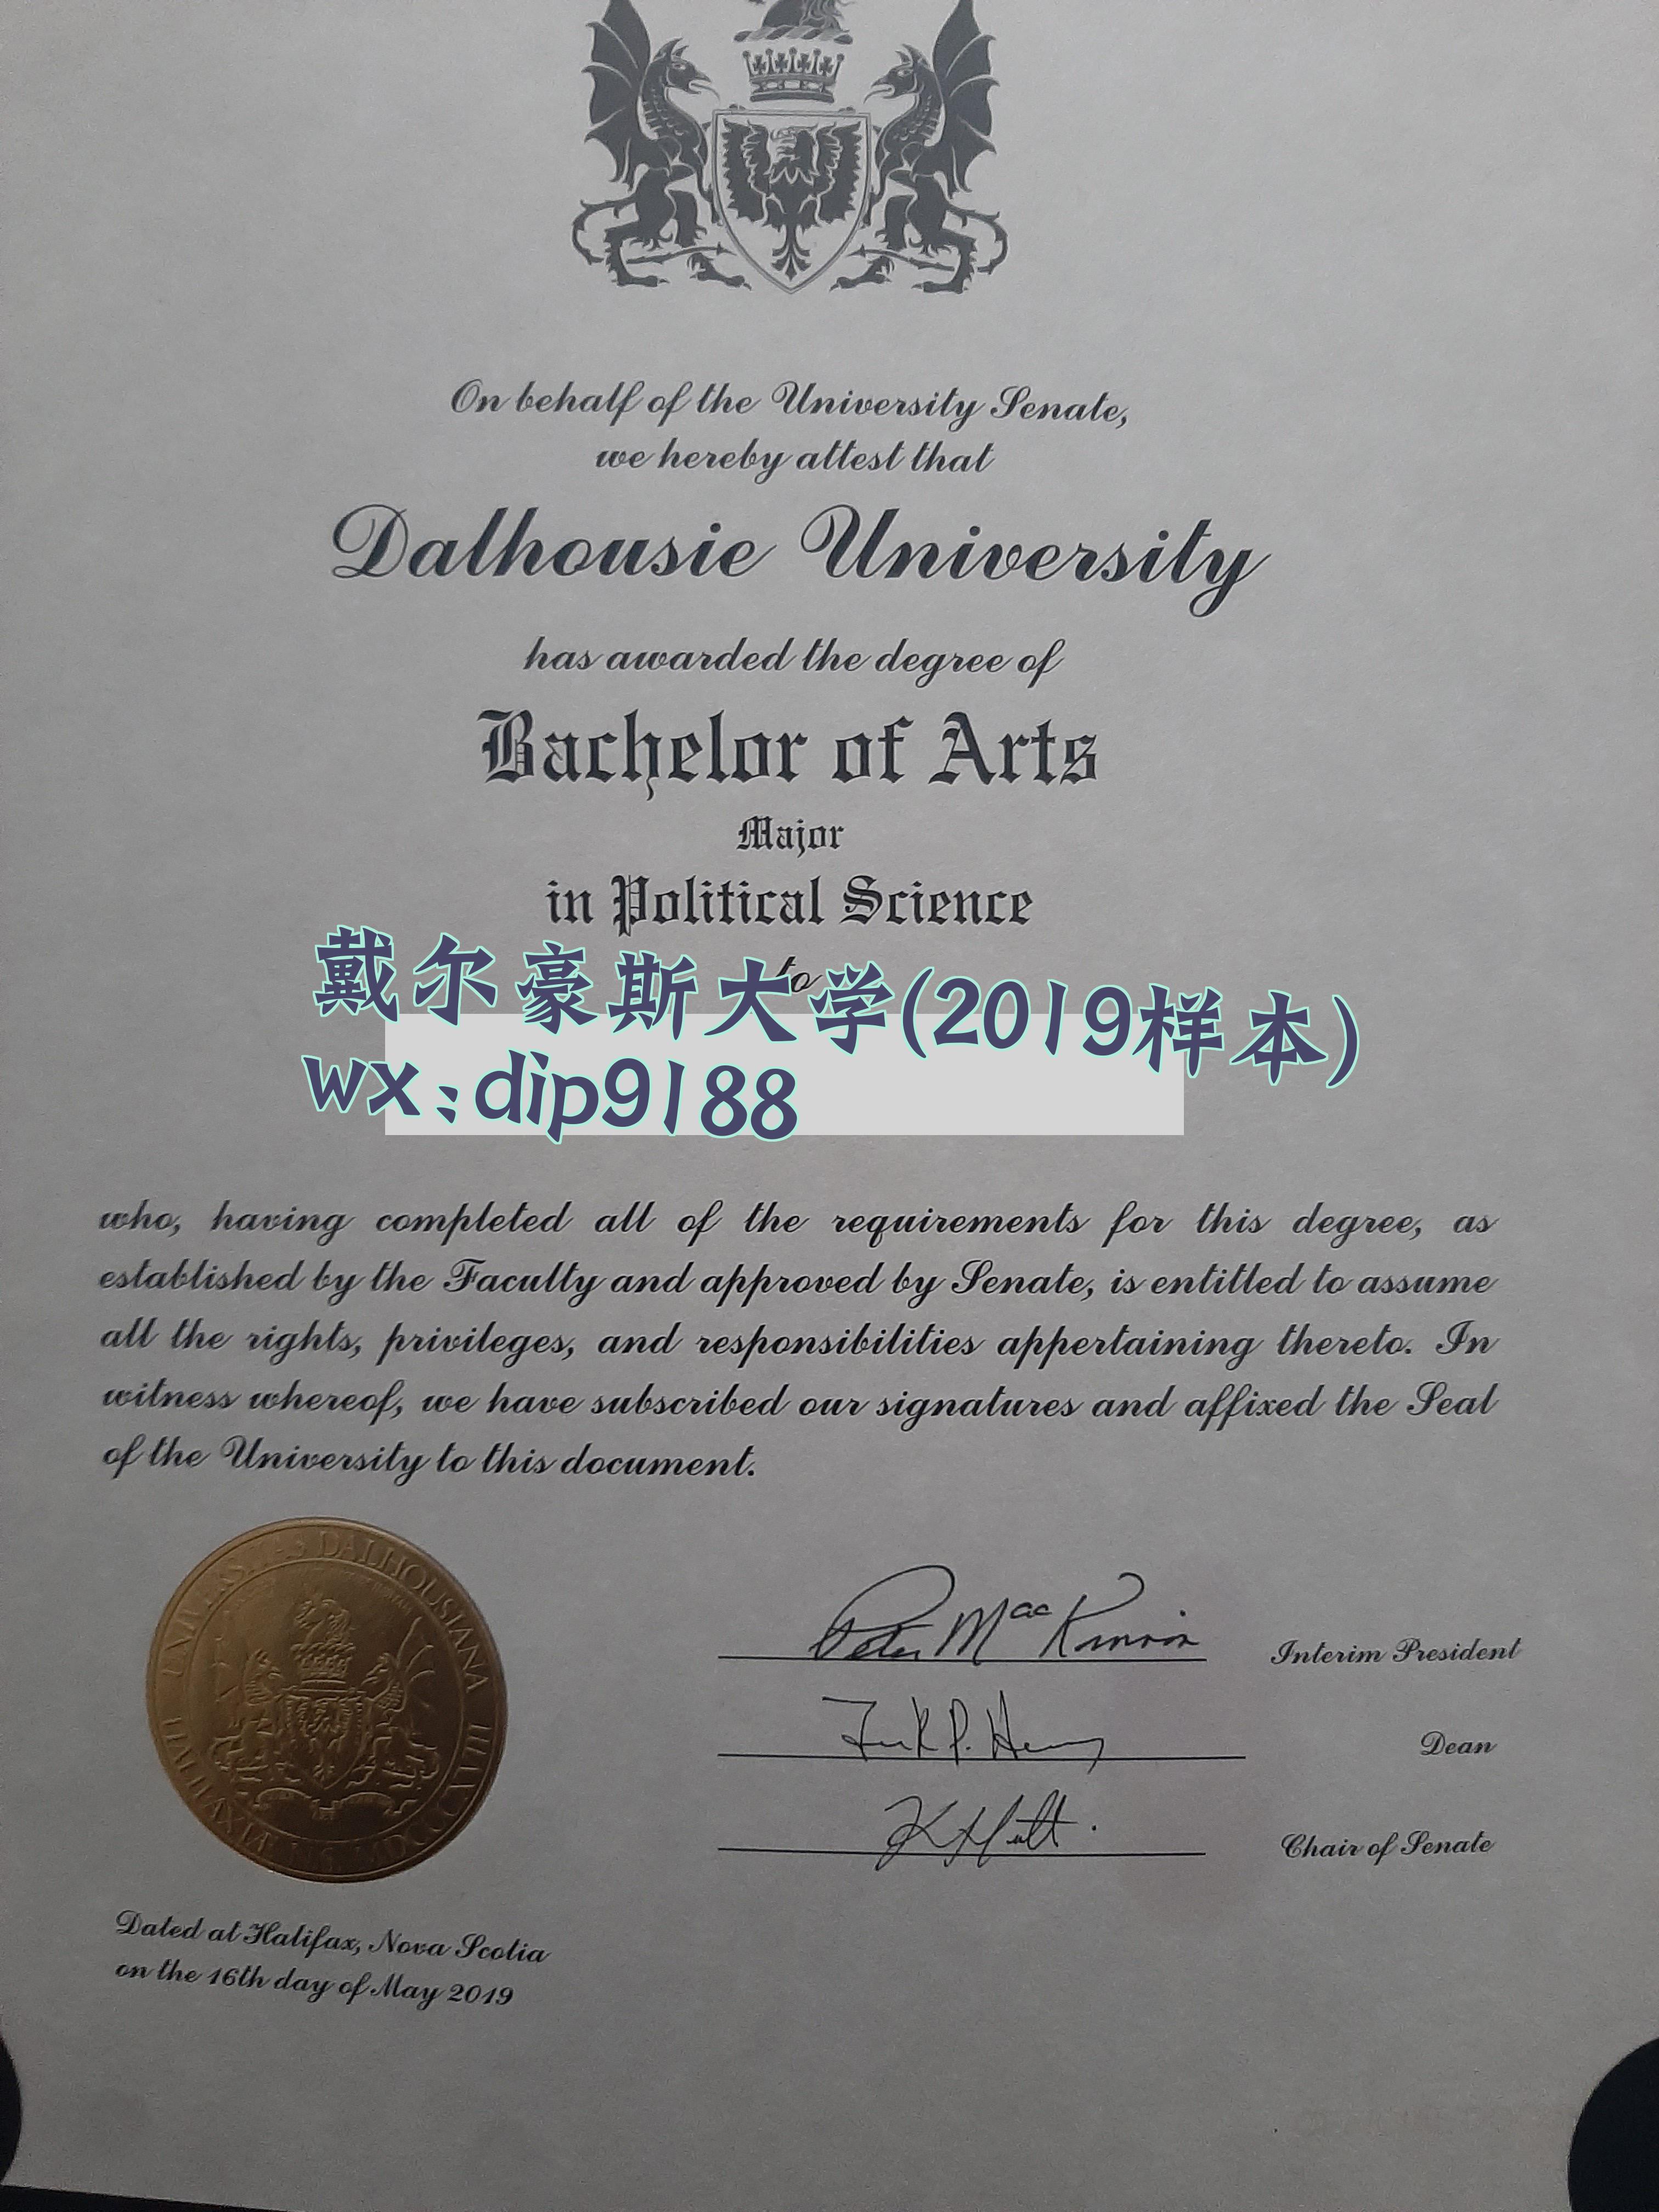 On behalf of the University Senate,
we hereby attest that
Dalhousie University
has awarded the degree of
Bachelor of Arts
Major
in Political Science
to
戴尔豪斯大学(2019样本)
wx:dip9188
who, having completed all of the requirements for this degree, as
established by the Faculty and approved by Senate, is entitled to assume
all the rights, privileges, and responsibilities appertaining thereto. In
witness whereof, we have subscribed our signatures and affixed the Seal
of the University to this document.
Peter MacKinnon Interim President
Dean
Chair of Senate
Dated at Halifax, Nova Scotia
on the 16th day of May 2019